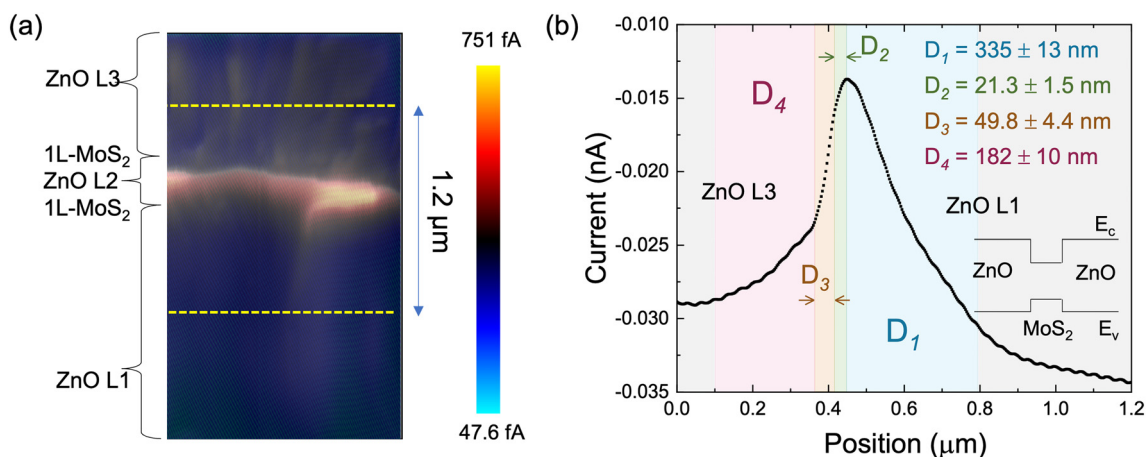 (a)
ZnO L3
1L-MoS₂
ZnO L2
1L-MoS₂
ZnO L1
1.2 μm
751 fA
47.6 fA
(b)
Current (nA)
-0.010
-0.015
-0.020
-0.025
-0.030
-0.035
0.0 0.2 0.4 0.6 0.8 1.0 1.2
Position (μm)
D₂
D₄
D₃
D₁
ZnO L3
ZnO L1
D₁ = 335 ± 13 nm
D₂ = 21.3 ± 1.5 nm
D₃ = 49.8 ± 4.4 nm
D₄ = 182 ± 10 nm
E_c
ZnO ZnO
MoS₂ E_v